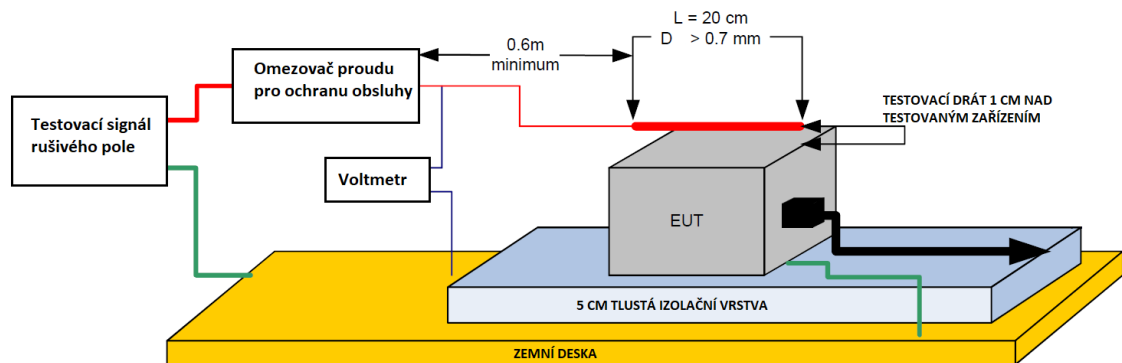 L = 20 cm
D > 0.7 mm
0.6m
minimum
Omezovač proudu
pro ochranu obsluhy
Testovací signál
rušivého pole
TESTOVACÍ DRÁT 1 CM NAD
TESTOVANÝM ZAŘÍZENÍM
Voltmetr
EUT
5 CM TLUSTÁ IZOLAČNÍ VRSTVA
ZEMNÍ DESKA